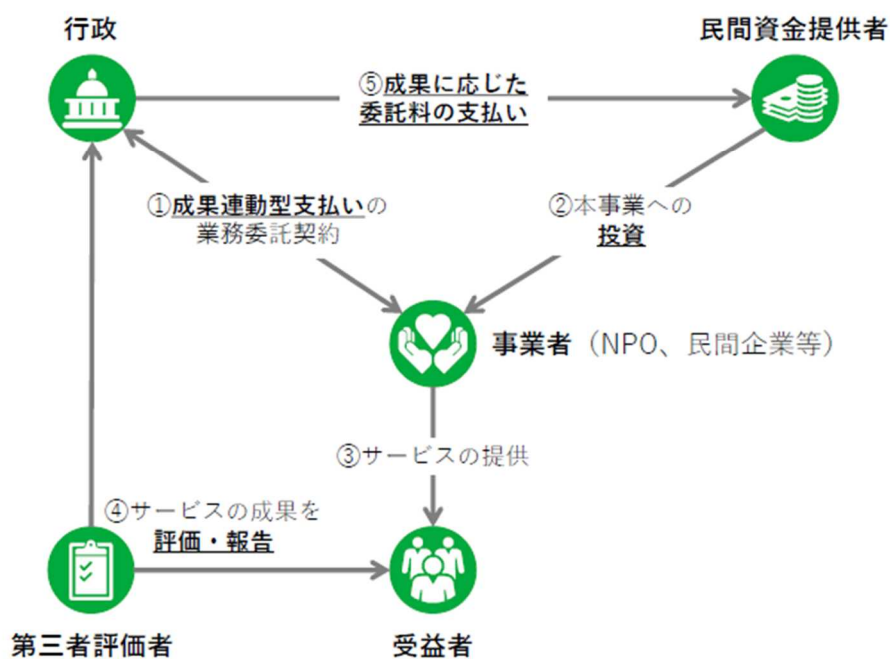 行政
民間資金提供者
⑤成果に応じた
委託料の支払い
①成果連動型支払いの
業務委託契約
②本事業への
投資
事業者（NPO、民間企業等）
③サービスの提供
④サービスの成果を
評価・報告
第三者評価者
受益者